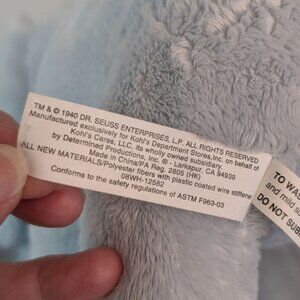 TM & © 1940 DR. SEUSS ENTERPRISES, L.P. ALL RIGHTS RESERVED
Manufactured exclusively for Kohl's Department Stores, Inc. on behalf of
Kohl's Cares, LLC, its wholly owned subsidiary
by Determined Productions, Inc. ® - Larkspur, CA 94939
Made in China/PA Reg. 2805 (HK)
ALL NEW MATERIALS/Polyester fibers with plastic coated wire stiffene
08WH-12582
Conforms to the safety regulations of ASTM F963-03
TO WAS
and mild
DO NOT SUB